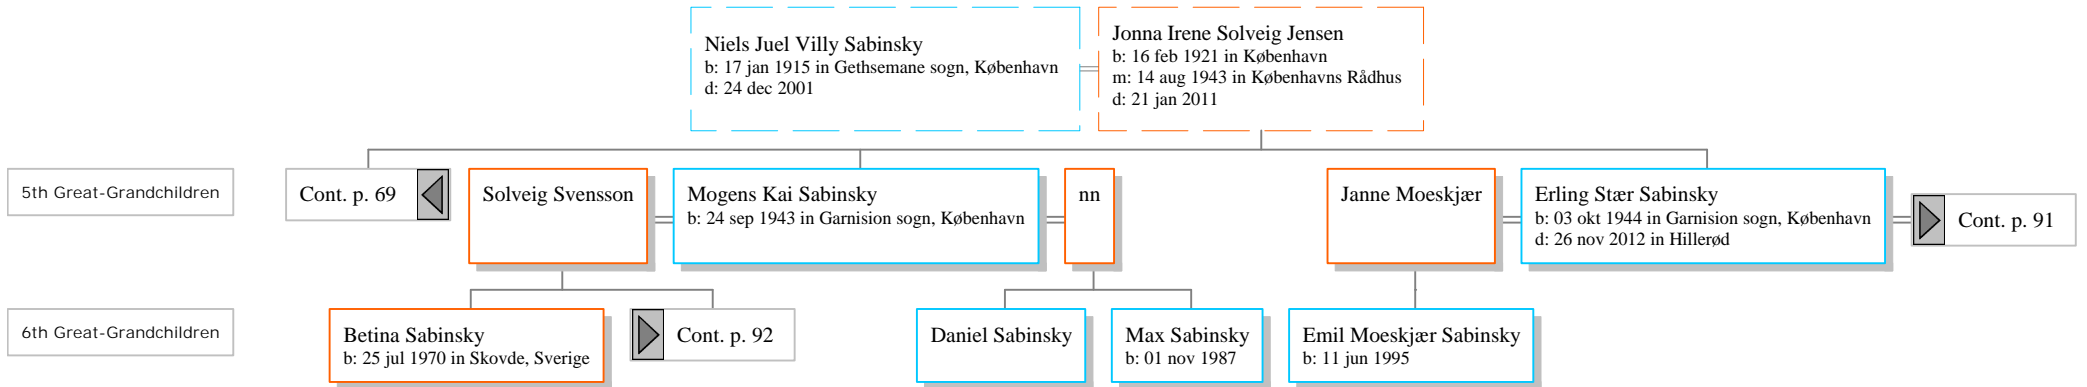 Niels Juel Villy Sabinsky
b: 17 jan 1915 in Gethsemane sogn, København
d: 24 dec 2001
Jonna Irene Solveig Jensen
b: 16 feb 1921 in København
m: 14 aug 1943 in Københavns Rådhus
d: 21 jan 2011
5th Great-Grandchildren
Cont. p. 69
Solveig Svensson
Mogens Kai Sabinsky
b: 24 sep 1943 in Garnision sogn, København
nn
Janne Moeskjær
Erling Stær Sabinsky
b: 03 okt 1944 in Garnision sogn, København
d: 26 nov 2012 in Hillerød
Cont. p. 91
6th Great-Grandchildren
Betina Sabinsky
b: 25 jul 1970 in Skovde, Sverige
Cont. p. 92
Daniel Sabinsky
Max Sabinsky
b: 01 nov 1987
Emil Moeskjær Sabinsky
b: 11 jun 1995